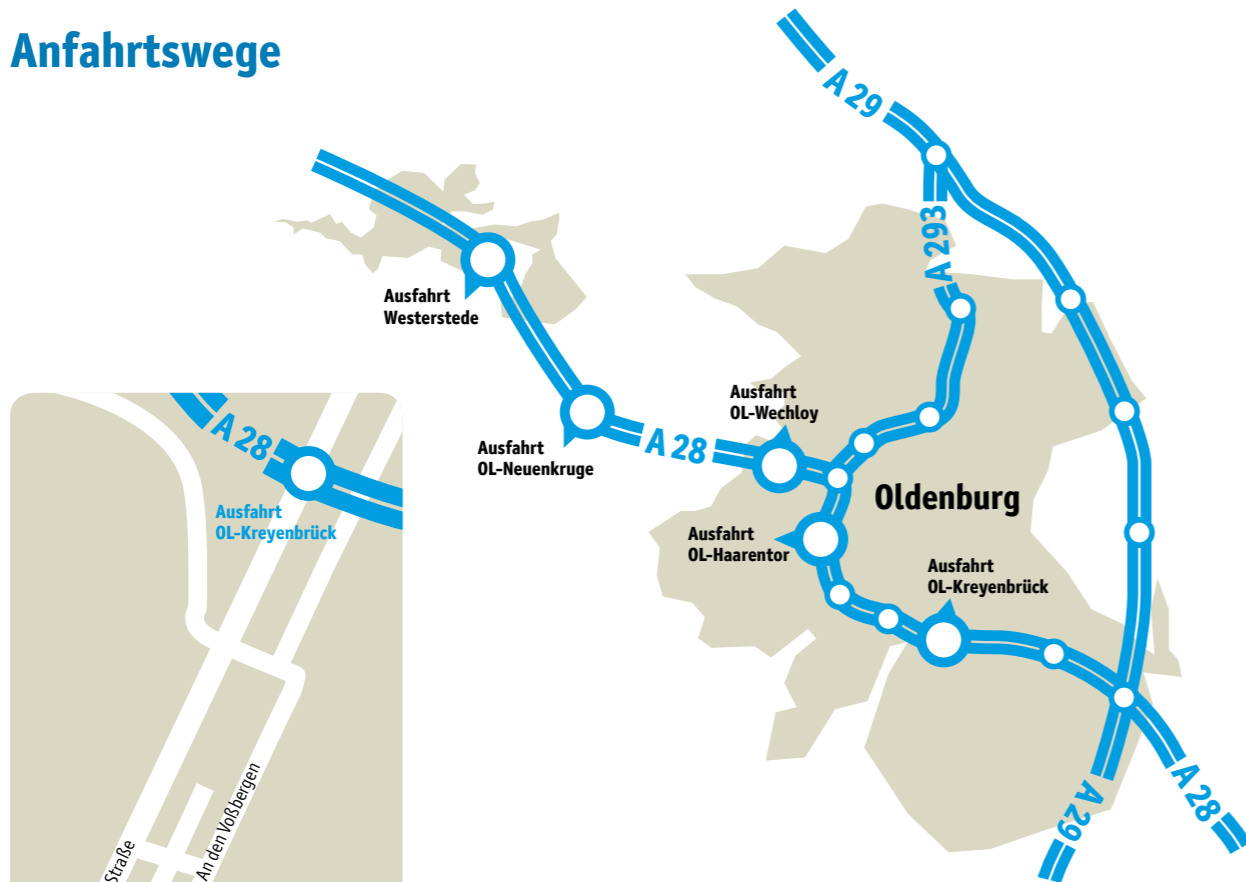 Anfahrtswege
A 29
A 293
Ausfahrt
Westerstede
Ausfahrt
OL-Wechloy
Ausfahrt
OL-Neuenkruge
A 28
Oldenburg
Ausfahrt
OL-Haarentor
Ausfahrt
OL-Kreyenbrück
A 29
A 28
A 28
Ausfahrt
OL-Kreyenbrück
Straße
An den Voßbergen